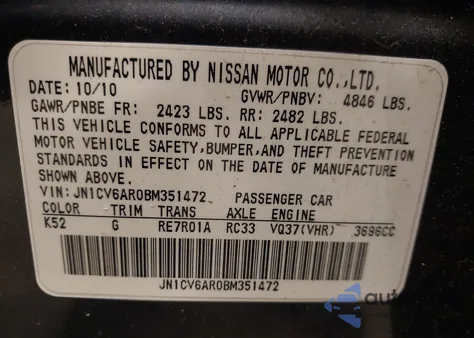 MANUFACTURED BY NISSAN MOTOR CO.,LTD.
DATE: 10/10 GVWR/PNBV: 4846 LBS.
GAWR/PNBE FR: 2423 LBS. RR: 2482 LBS.
THIS VEHICLE CONFORMS TO ALL APPLICABLE FEDERAL
MOTOR VEHICLE SAFETY, BUMPER, AND THEFT PREVENTION
STANDARDS IN EFFECT ON THE DATE OF MANUFACTURE
SHOWN ABOVE.
VIN: JN1CV6AR0BM351472 PASSENGER CAR
COLOR TRIM TRANS AXLE ENGINE
K52 G RE7R01A RC33 VQ37(VHR) 3696CC
JN1CV6AR0BM351472